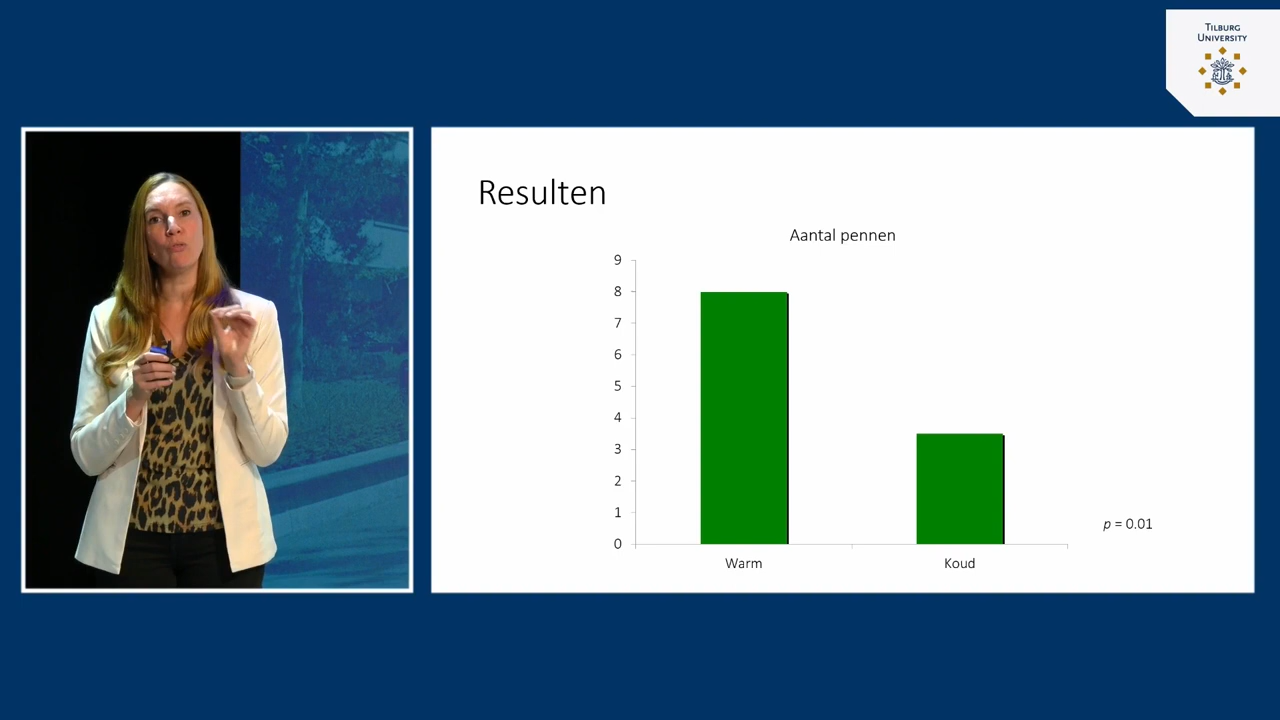 TILBURG
UNIVERSITY
Resulten
Aantal pennen
9
8
7
6
5
4
3
2
1
0
Warm
Koud
p = 0.01